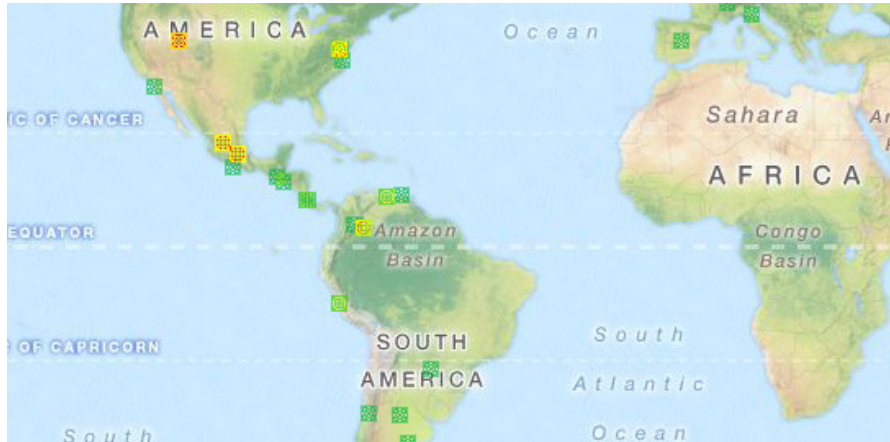 AMERICA
Ocean
IC OF CANCER
Sahara
AFRICA
EQUATOR
Amazon
Basin
Congo
Basin
SOUTH
AMERICA
OF CAPRICORN
South
Atlantic
Ocean
South